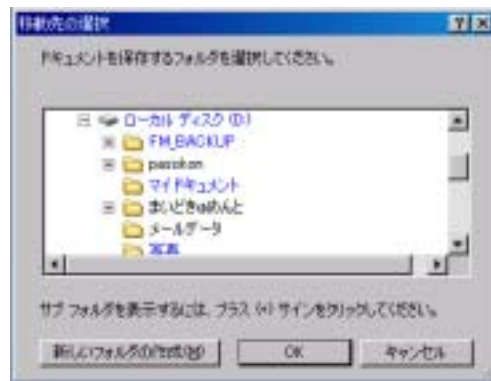 移動先の選択
ドキュメントを保存するフォルダを選択してください。
ローカル ディスク (D:)
FM_BACKUP
pasokon
マイドキュメント
まいどきゅめんと
メールデータ
写真
サブ フォルダを表示するには、プラス (+) サインをクリックしてください。
新しいフォルダの作成(M)
OK
キャンセル